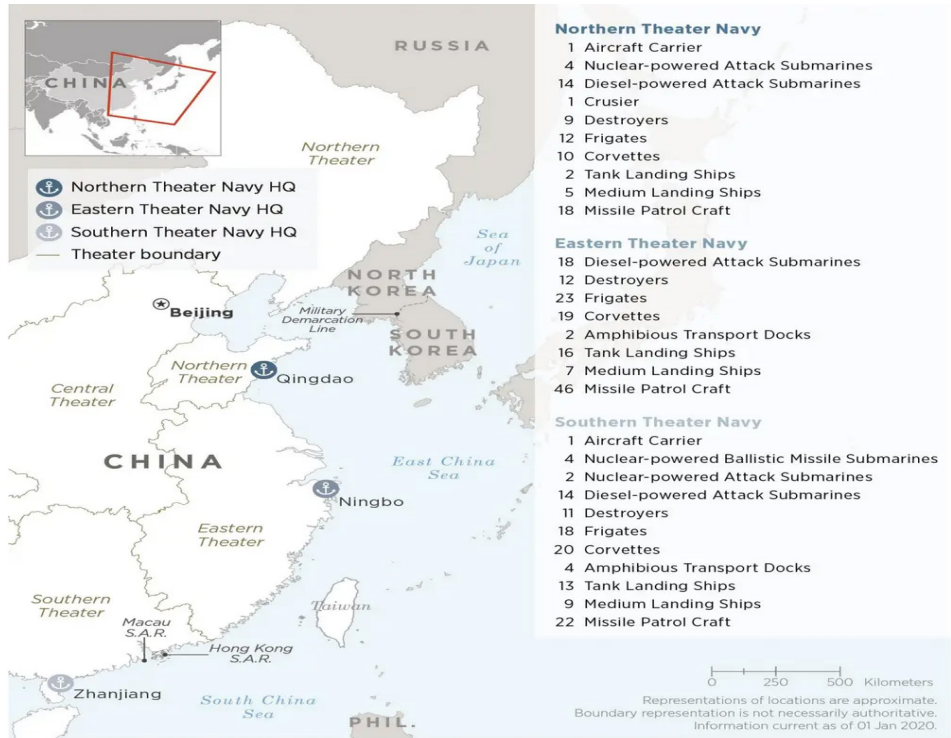 CHINA
Northern Theater Navy HQ
Eastern Theater Navy HQ
Southern Theater Navy HQ
Theater boundary
RUSSIA
Northern
Theater
Sea
of
Japan
NORTH
KOREA
Military
Demarcation
Line
SOUTH
KOREA
Beijing
Northern
Theater
Qingdao
Central
Theater
CHINA
East China
Sea
Ningbo
Eastern
Theater
Southern
Theater
Taiwan
Macau
S.A.R.
Hong Kong
S.A.R.
Zhanjiang
South China
Sea
PHIL.
Northern Theater Navy
1 Aircraft Carrier
4 Nuclear-powered Attack Submarines
14 Diesel-powered Attack Submarines
1 Crusier
9 Destroyers
12 Frigates
10 Corvettes
2 Tank Landing Ships
5 Medium Landing Ships
18 Missile Patrol Craft
Eastern Theater Navy
18 Diesel-powered Attack Submarines
12 Destroyers
23 Frigates
19 Corvettes
2 Amphibious Transport Docks
16 Tank Landing Ships
7 Medium Landing Ships
46 Missile Patrol Craft
Southern Theater Navy
1 Aircraft Carrier
4 Nuclear-powered Ballistic Missile Submarines
2 Nuclear-powered Attack Submarines
14 Diesel-powered Attack Submarines
11 Destroyers
18 Frigates
20 Corvettes
4 Amphibious Transport Docks
13 Tank Landing Ships
9 Medium Landing Ships
22 Missile Patrol Craft
0 250 500 Kilometers
Representations of locations are approximate.
Boundary representation is not necessarily authoritative.
Information current as of 01 Jan 2020.